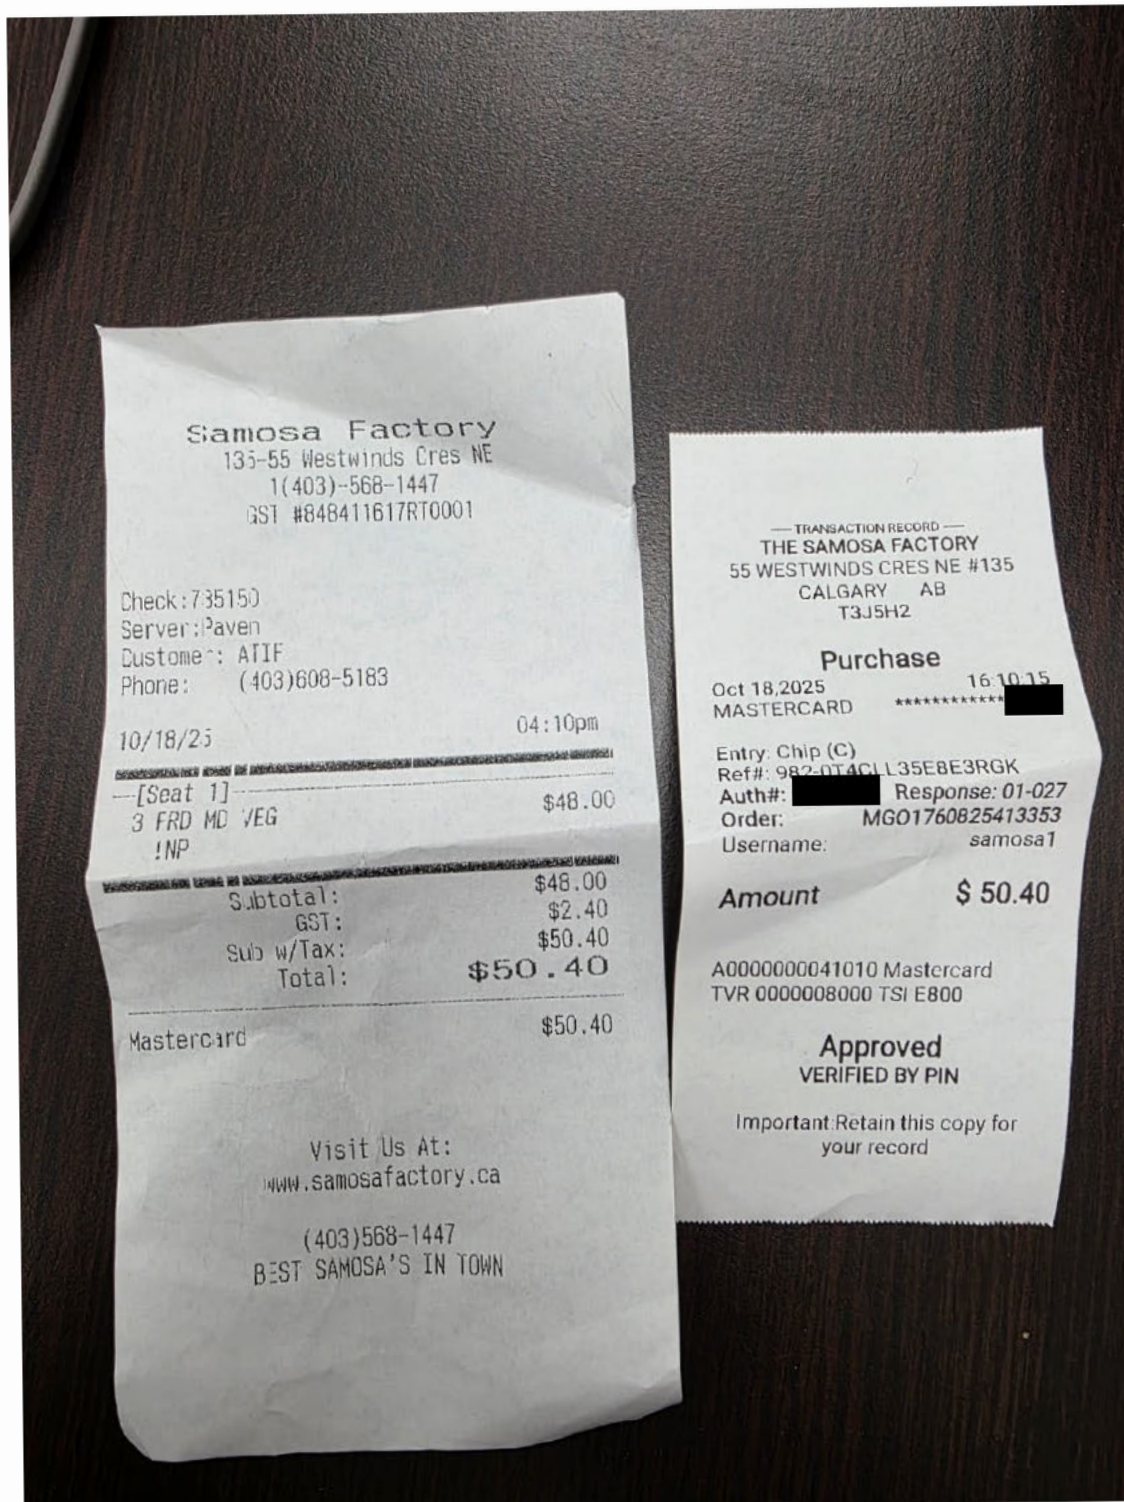 Samosa Factory
135-55 Westwinds Cres NE
1(403)-568-1447
GST #848411617RT0001
Check:785150
Server:Paven
Customer: ATIF
Phone: (403)608-5183
10/18/25 04:10pm
[Seat 1]
3 FRD MD VEG $48.00
!NP
Subtotal: $48.00
GST: $2.40
Sub w/Tax: $50.40
Total: $50.40
Mastercard $50.40
Visit Us At:
www.samosafactory.ca
(403)568-1447
BEST SAMOSA'S IN TOWN
TRANSACTION RECORD
THE SAMOSA FACTORY
55 WESTWINDS CRES NE #135
CALGARY AB
T3J5H2
Purchase
Oct 18,2025 16:10:15
MASTERCARD ************
Entry: Chip (C)
Ref#: 982-0T4CLL35E8E3RGK
Auth#: Response: 01-027
Order: MGO1760825413353
Username: samosa1
Amount $ 50.40
A0000000041010 Mastercard
TVR 0000008000 TSI E800
Approved
VERIFIED BY PIN
Important:Retain this copy for
your record